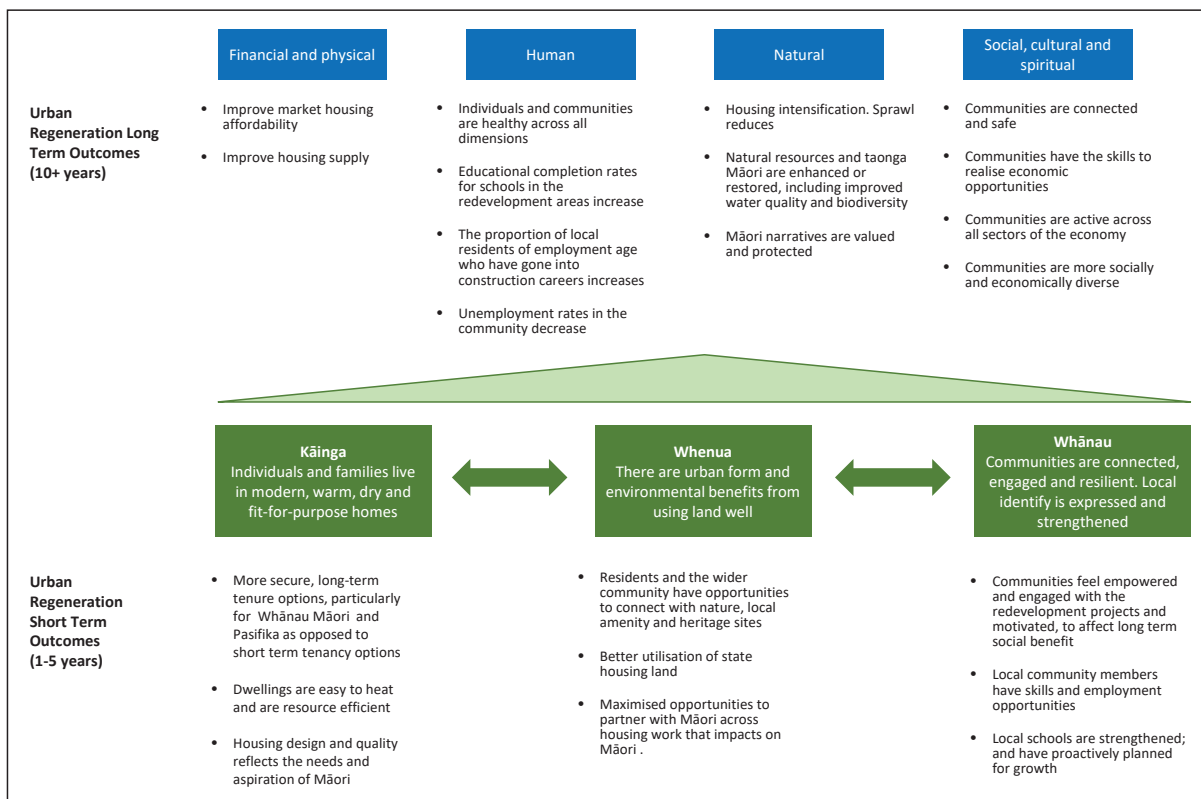 Financial and physical
Human
Natural
Social, cultural and
spiritual
Urban
Regeneration Long
Term Outcomes
(10+ years)
• Improve market housing
affordability
• Improve housing supply
• Individuals and communities
are healthy across all
dimensions
• Educational completion rates
for schools in the
redevelopment areas increase
• The proportion of local
residents of employment age
who have gone into
construction careers increases
• Unemployment rates in the
community decrease
• Housing intensification. Sprawl
reduces
• Natural resources and taonga
Māori are enhanced or
restored, including improved
water quality and biodiversity
• Māori narratives are valued
and protected
• Communities are connected
and safe
• Communities have the skills to
realise economic
opportunities
• Communities are active across
all sectors of the economy
• Communities are more socially
and economically diverse
Kāinga
Individuals and families live
in modern, warm, dry and
fit-for-purpose homes
Whenua
There are urban form and
environmental benefits from
using land well
Whānau
Communities are connected,
engaged and resilient. Local
identify is expressed and
strengthened
Urban
Regeneration
Short Term
Outcomes
(1-5 years)
• More secure, long-term
tenure options, particularly
for Whānau Māori and
Pasifika as opposed to
short term tenancy options
• Dwellings are easy to heat
and are resource efficient
• Housing design and quality
reflects the needs and
aspiration of Māori
• Residents and the wider
community have opportunities
to connect with nature, local
amenity and heritage sites
• Better utilisation of state
housing land
• Maximised opportunities to
partner with Māori across
housing work that impacts on
Māori .
• Communities feel empowered
and engaged with the
redevelopment projects and
motivated, to affect long term
social benefit
• Local community members
have skills and employment
opportunities
• Local schools are strengthened;
and have proactively planned
for growth